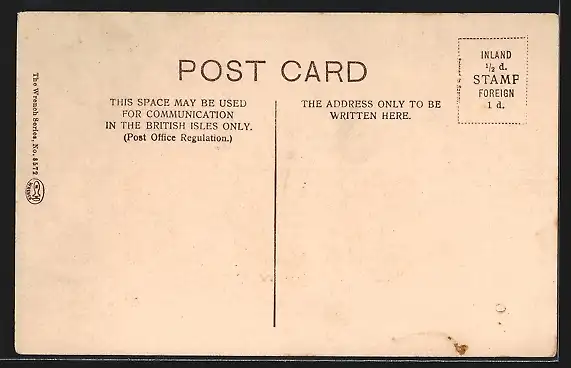 POST CARD
THIS SPACE MAY BE USED
FOR COMMUNICATION
IN THE BRITISH ISLES ONLY.
(Post Office Regulation.)
THE ADDRESS ONLY TO BE
WRITTEN HERE.
INLAND
½ d.
STAMP
FOREIGN
1 d.
The Wrench Series, No. 8572